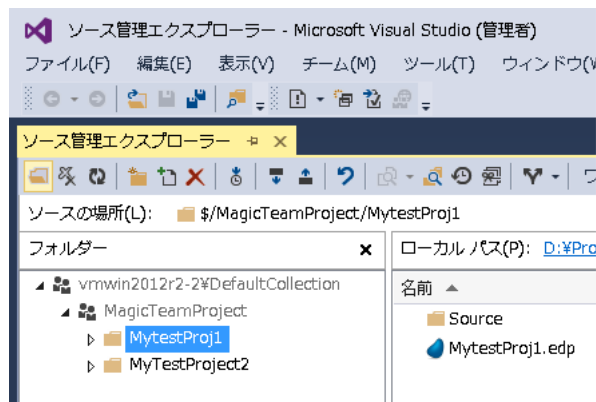 ソース管理エクスプローラー - Microsoft Visual Studio (管理者)
ファイル(F) 編集(E) 表示(V) チーム(M) ツール(T) ウィンドウ(
ソース管理エクスプローラー
ソースの場所(L): $/MagicTeamProject/MytestProj1
フォルダー
ローカル パス(P): D:¥Pro
vmwin2012r2-2¥DefaultCollection
名前
MagicTeamProject
Source
MytestProj1
MytestProj1.edp
MyTestProject2